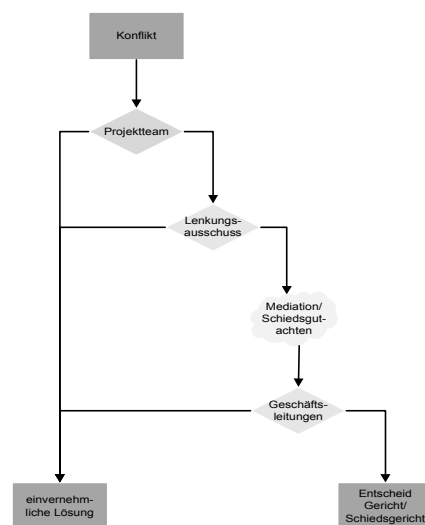 Konflikt
Projektteam
Lenkungs-
ausschuss
Mediation/
Schiedsgut-
achten
Geschäfts-
leitungen
einvernehm-
liche Lösung
Entscheid
Gericht/
Schiedsgericht